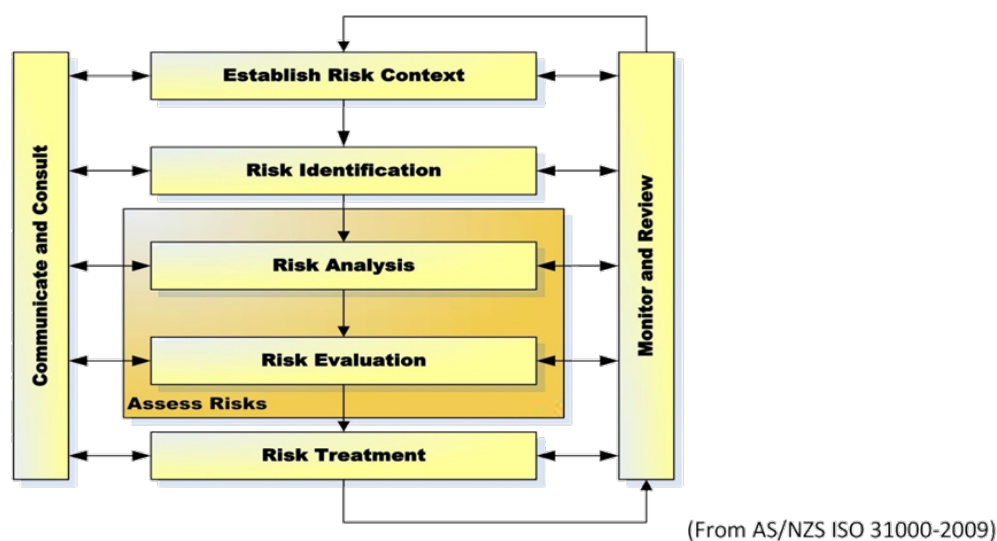 Establish Risk Context
Communicate and Consult
Risk Identification
Monitor and Review
Risk Analysis
Risk Evaluation
Assess Risks
Risk Treatment
(From AS/NZS ISO 31000-2009)